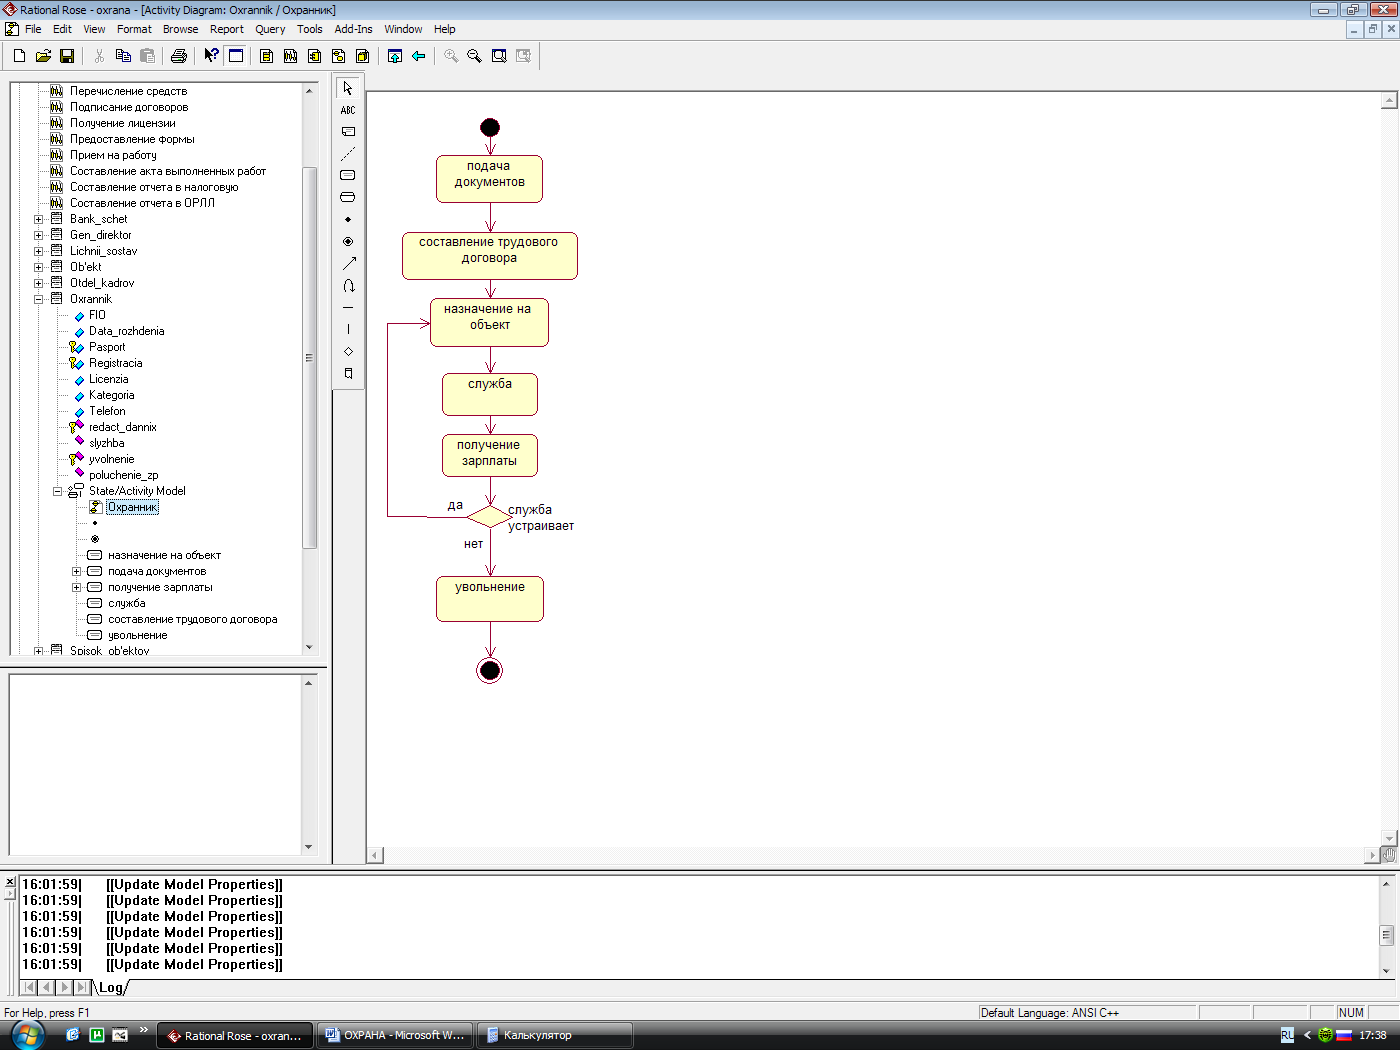 Rational Rose - oxrana - [Activity Diagram: Oxrannik / Охранник]
File Edit View Format Browse Report Query Tools Add-Ins Window Help
ABC
Перечисление средств
Подписание договоров
Получение лицензии
Предоставление формы
Прием на работу
Составление акта выполненных работ
Составление отчета в налоговую
Составление отчета в ОРЛЛ
Bank_schet
Gen_direktor
Lichnii_sostav
Ob'ekt
Otdel_kadrov
Oxrannik
FIO
Data_rozhdenia
Pasport
Registracia
Licenzia
Kategoria
Telefon
redact_dannix
slyzhba
yvolnenie
poluchenie_zp
State/Activity Model
Охранник
назначение на объект
подача документов
получение зарплаты
служба
составление трудового договора
увольнение
Spisok_ob'ektov
подача
документов
составление трудового
договора
назначение на
объект
служба
получение
зарплаты
да
служба
устраивает
нет
увольнение
16:01:59| [[Update Model Properties]]
16:01:59| [[Update Model Properties]]
16:01:59| [[Update Model Properties]]
16:01:59| [[Update Model Properties]]
16:01:59| [[Update Model Properties]]
16:01:59| [[Update Model Properties]]
Log
For Help, press F1
Default Language: ANSI C++
NUM
Rational Rose - oxran...
ОХРАНА - Microsoft W...
Калькулятор
RL
17:38